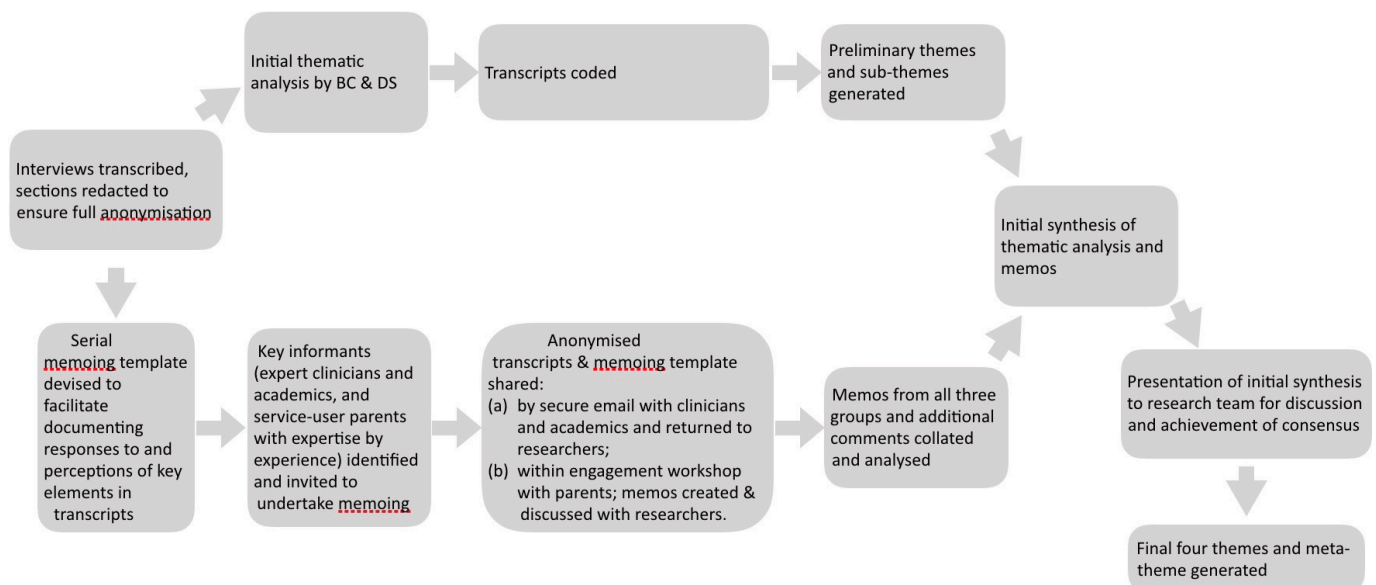 Interviews transcribed,
sections redacted to
ensure full anonymisation
Initial thematic
analysis by BC & DS
Transcripts coded
Preliminary themes
and sub-themes
generated
Serial
memoing template
devised to
facilitate
documenting
responses to and
perceptions of key
elements in
transcripts
Key informants
(expert clinicians and
academics, and
service-user parents
with expertise by
experience) identified
and invited to
undertake memoing
Anonymised
transcripts & memoing template
shared:
(a) by secure email with clinicians
and academics and returned to
researchers;
(b) within engagement workshop
with parents; memos created &
discussed with researchers.
Memos from all three
groups and additional
comments collated
and analysed
Initial synthesis of
thematic analysis and
memos
Presentation of initial synthesis
to research team for discussion
and achievement of consensus
Final four themes and meta-
theme generated